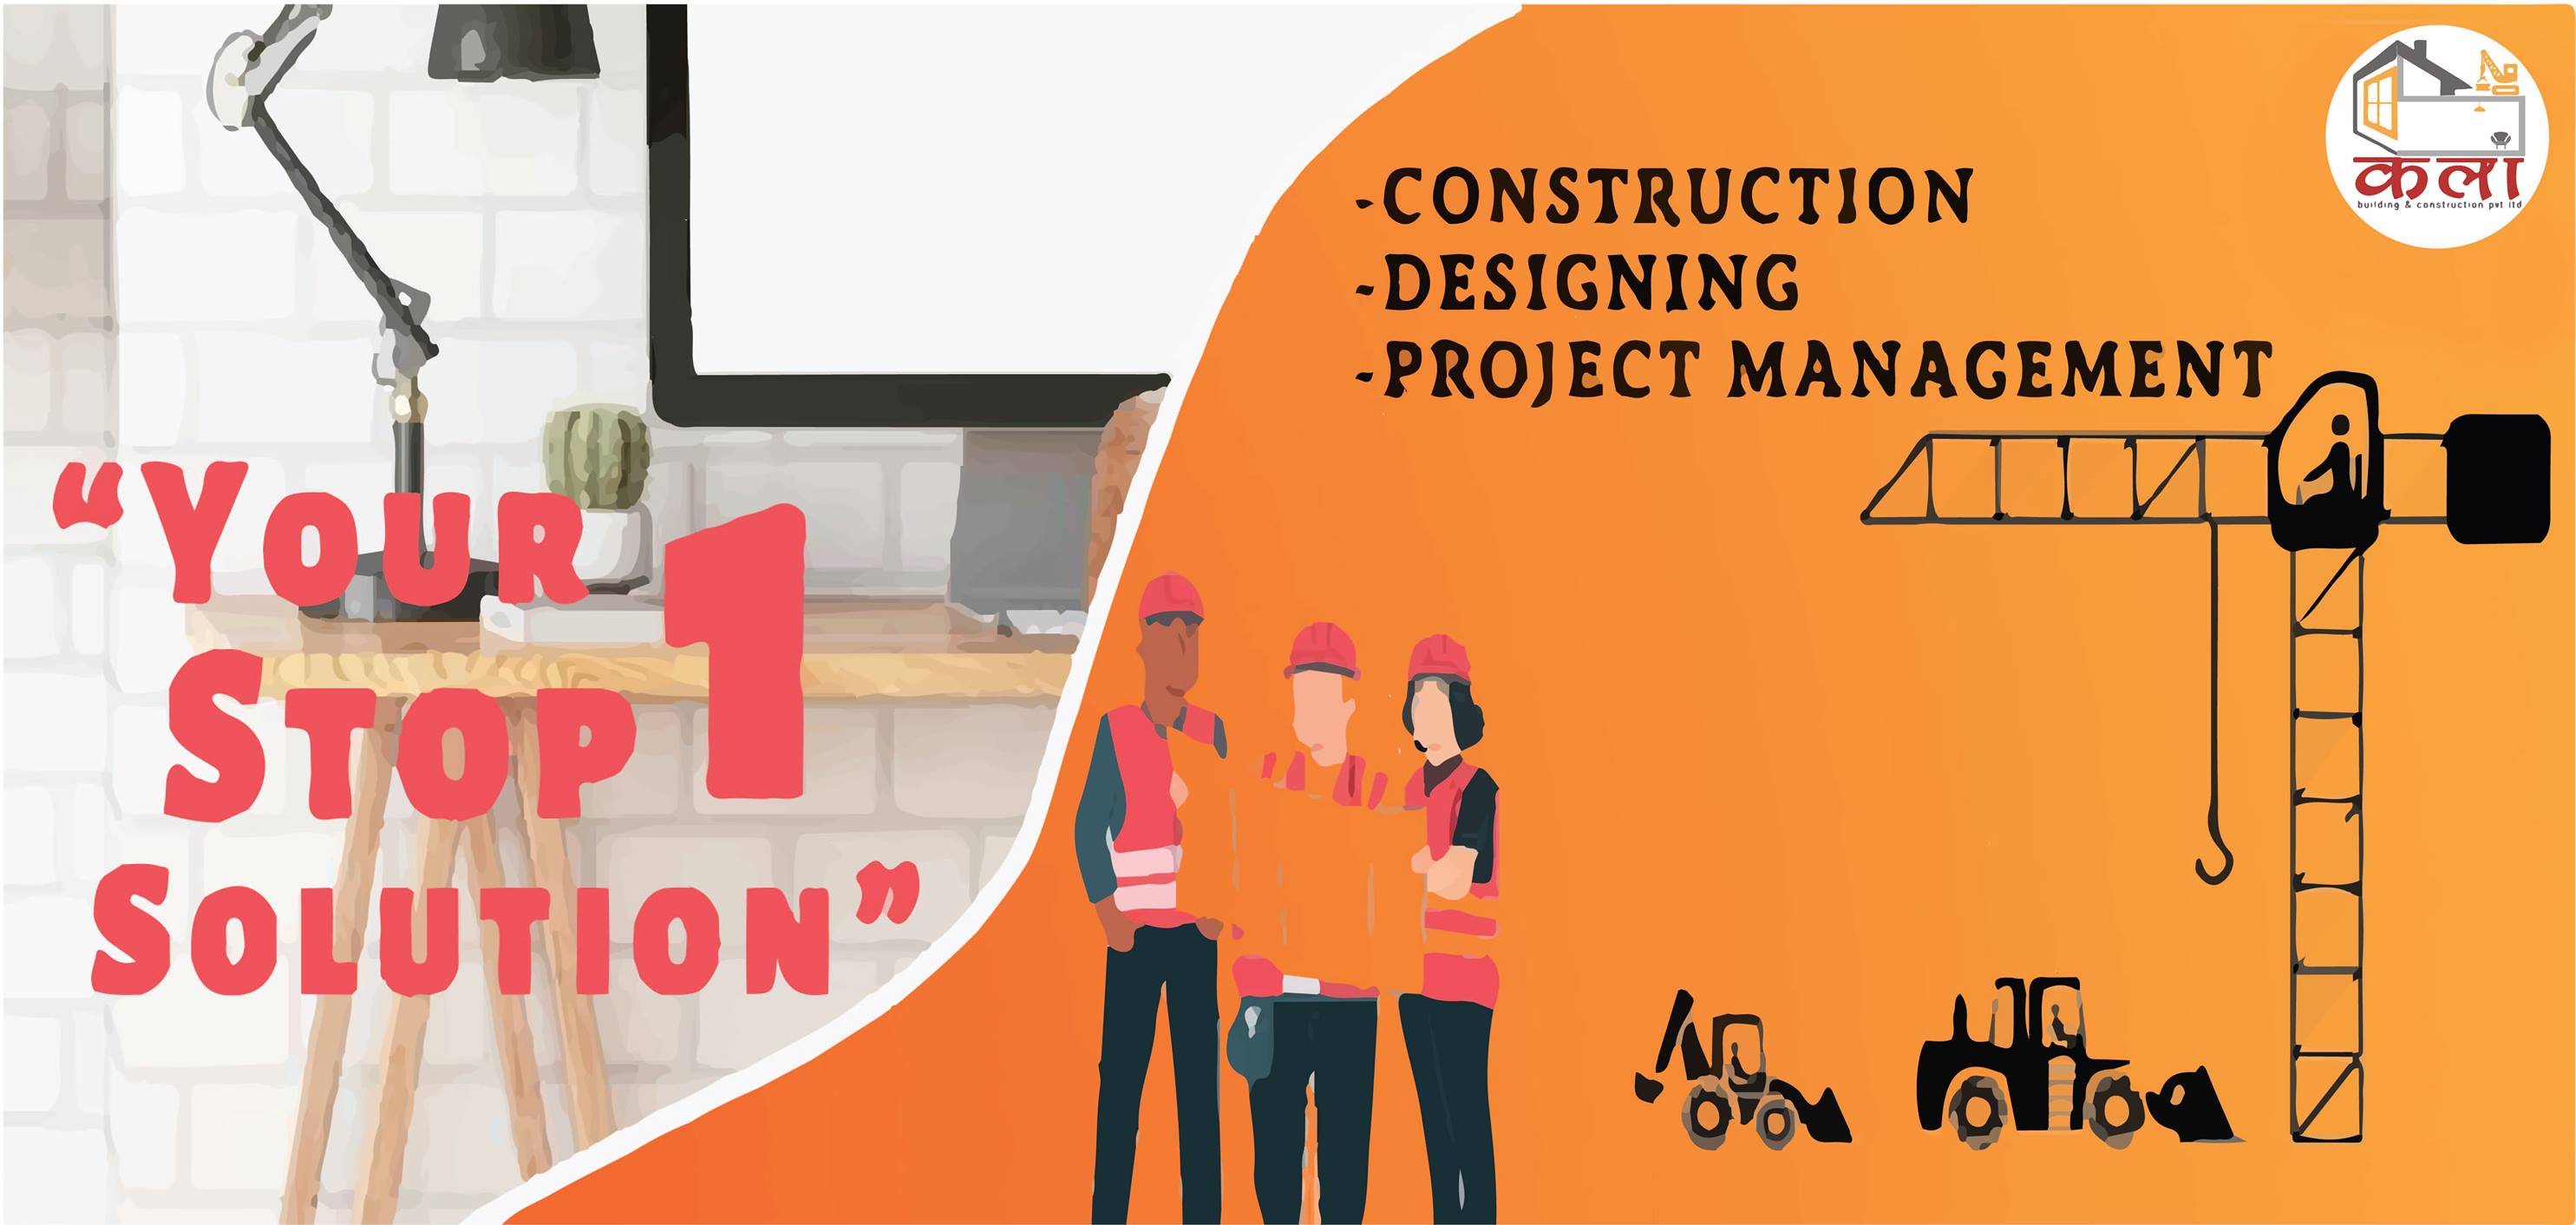 “YOUR
STOP 1
SOLUTION”
-CONSTRUCTION
-DESIGNING
-PROJECT MANAGEMENT
कला
building & construction pvt ltd